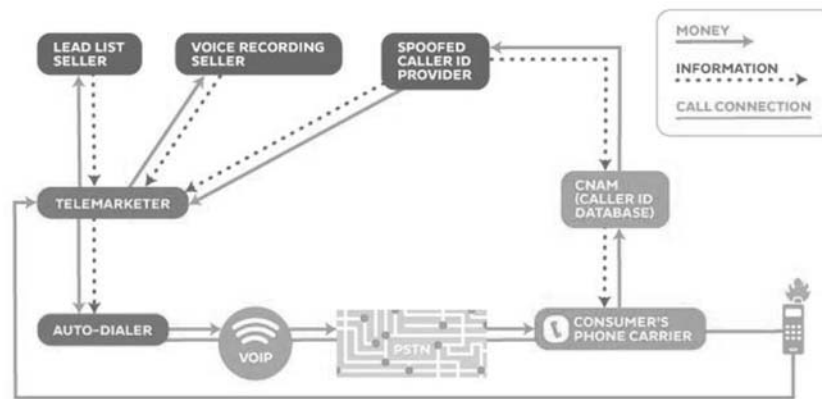 LEAD LIST
SELLER
VOICE RECORDING
SELLER
SPOOFED
CALLER ID
PROVIDER
MONEY
INFORMATION
CALL CONNECTION
TELEMARKETER
CNAM
(CALLER ID
DATABASE)
AUTO-DIALER
VOIP
PSTN
CONSUMER'S
PHONE CARRIER